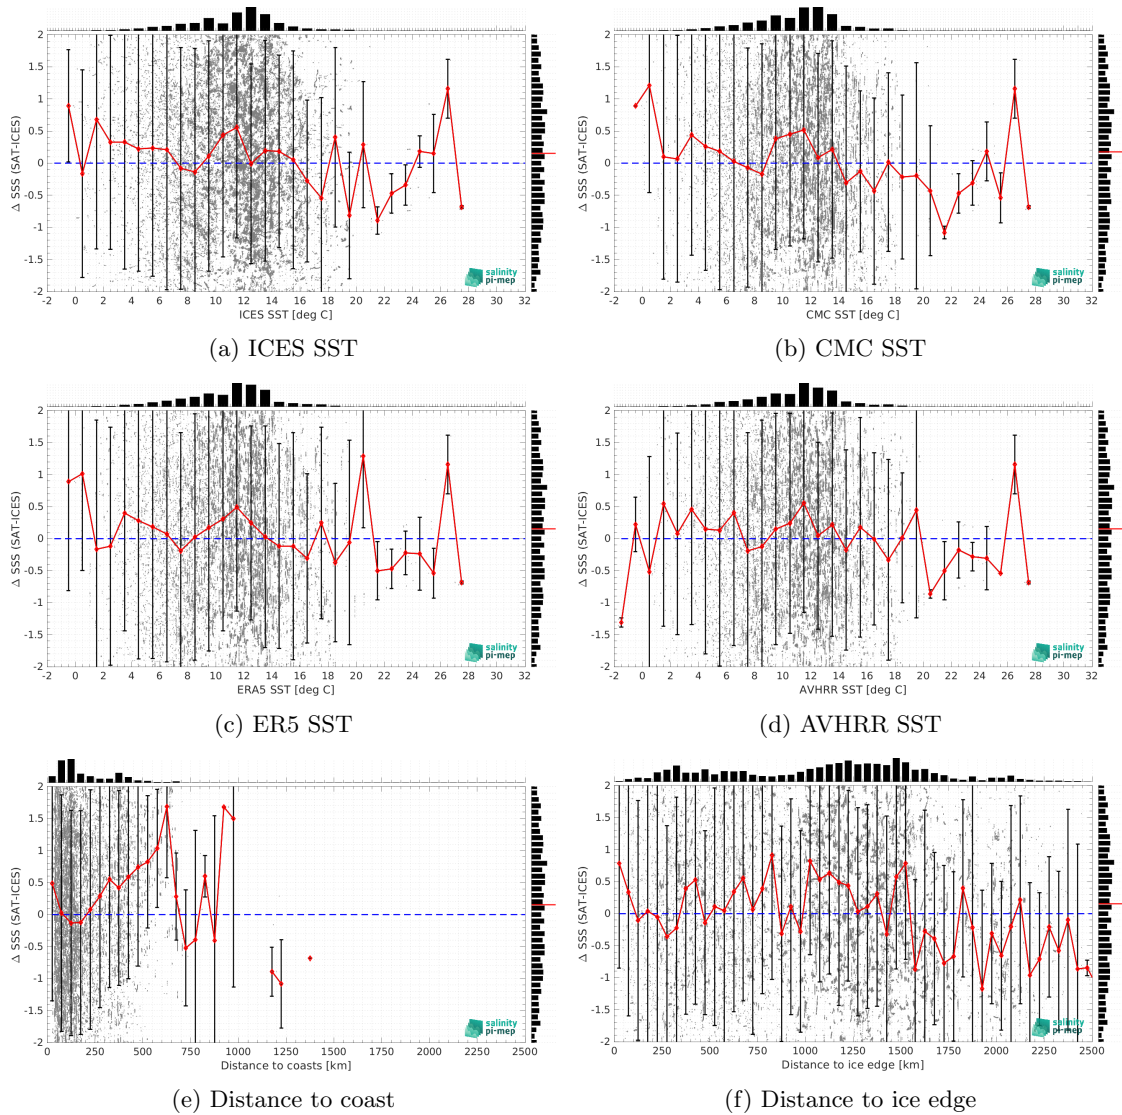 2
1.5
1
0.5
0
-0.5
-1
-1.5
-2
Δ SSS (SAT-ICES)
-2 0 2 4 6 8 10 12 14 16 18 20 22 24 26 28 30 32
ICES SST [deg C]
salinity
pi-mep
(a) ICES SST
2
1.5
1
0.5
0
-0.5
-1
-1.5
-2
Δ SSS (SAT-ICES)
-2 0 2 4 6 8 10 12 14 16 18 20 22 24 26 28 30 32
CMC SST [deg C]
salinity
pi-mep
(b) CMC SST
2
1.5
1
0.5
0
-0.5
-1
-1.5
-2
Δ SSS (SAT-ICES)
-2 0 2 4 6 8 10 12 14 16 18 20 22 24 26 28 30 32
ERA5 SST [deg C]
salinity
pi-mep
(c) ER5 SST
2
1.5
1
0.5
0
-0.5
-1
-1.5
-2
Δ SSS (SAT-ICES)
-2 0 2 4 6 8 10 12 14 16 18 20 22 24 26 28 30 32
AVHRR SST [deg C]
salinity
pi-mep
(d) AVHRR SST
2
1.5
1
0.5
0
-0.5
-1
-1.5
-2
Δ SSS (SAT-ICES)
0 250 500 750 1000 1250 1500 1750 2000 2250 2500
Distance to coasts [km]
salinity
pi-mep
(e) Distance to coast
2
1.5
1
0.5
0
-0.5
-1
-1.5
-2
Δ SSS (SAT-ICES)
0 250 500 750 1000 1250 1500 1750 2000 2250 2500
Distance to ice edge [km]
salinity
pi-mep
(f) Distance to ice edge